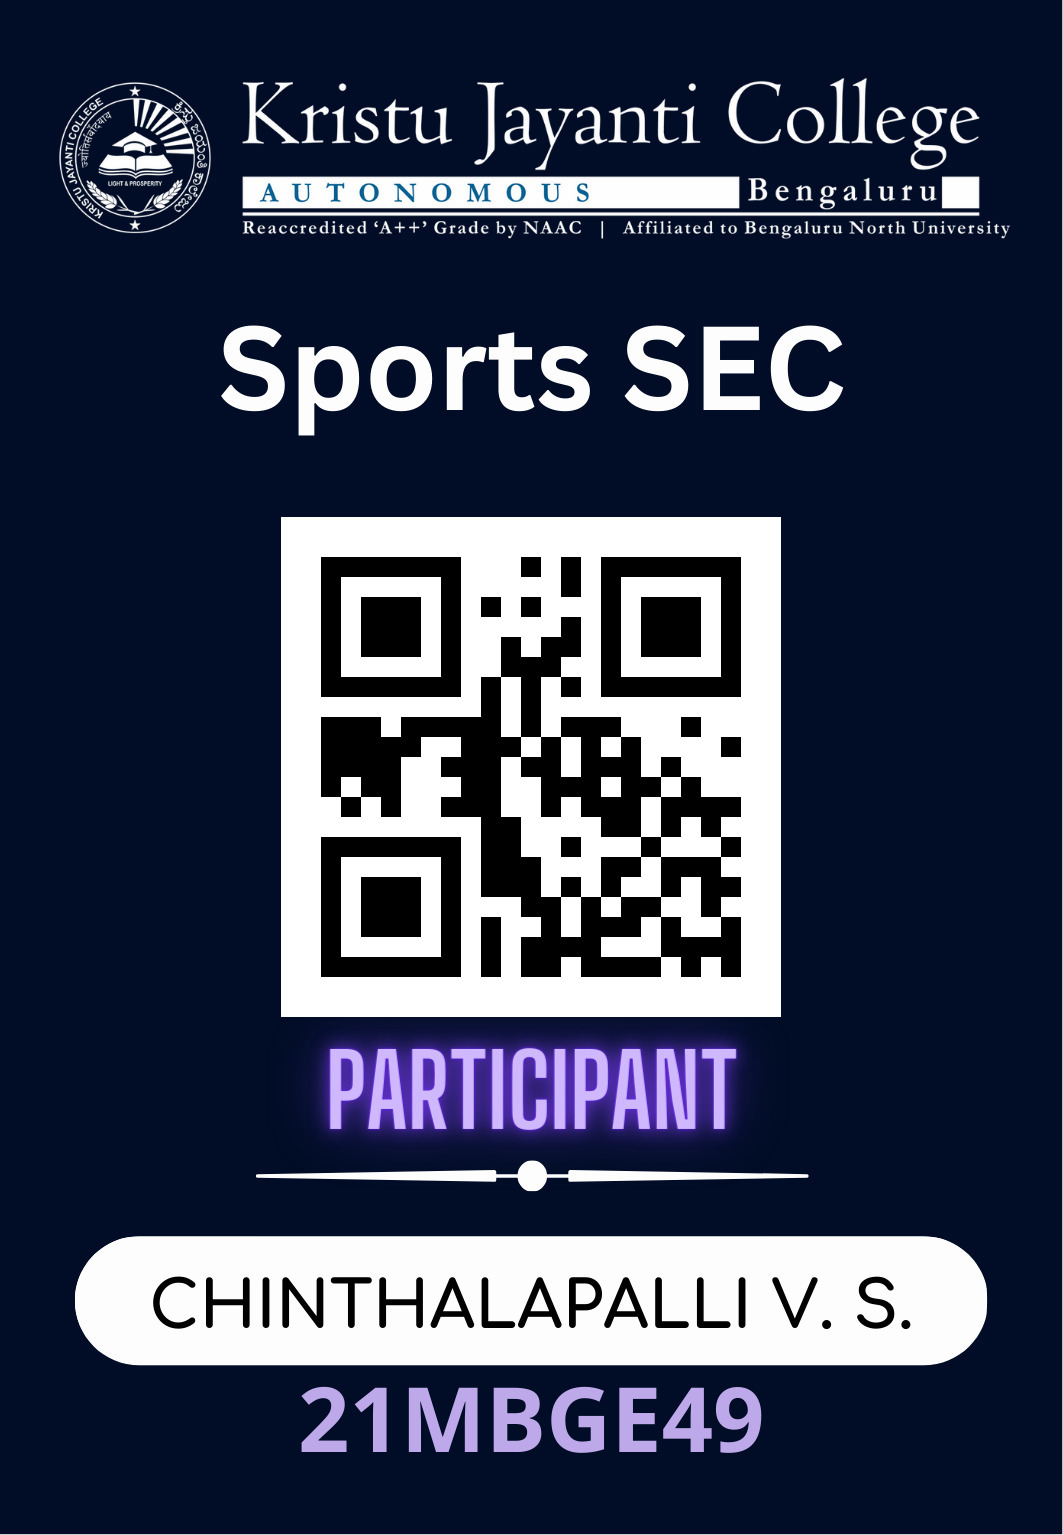 KRISTU JAYANTI COLLEGE
ज्योतिसंवादयाय
LIGHT & PROSPERITY
Kristu Jayanti College
AUTONOMOUS Bengaluru
Reaccredited ‘A++’ Grade by NAAC | Affiliated to Bengaluru North University
Sports SEC
PARTICIPANT
CHINTHALAPALLI V. S.
21MBGE49